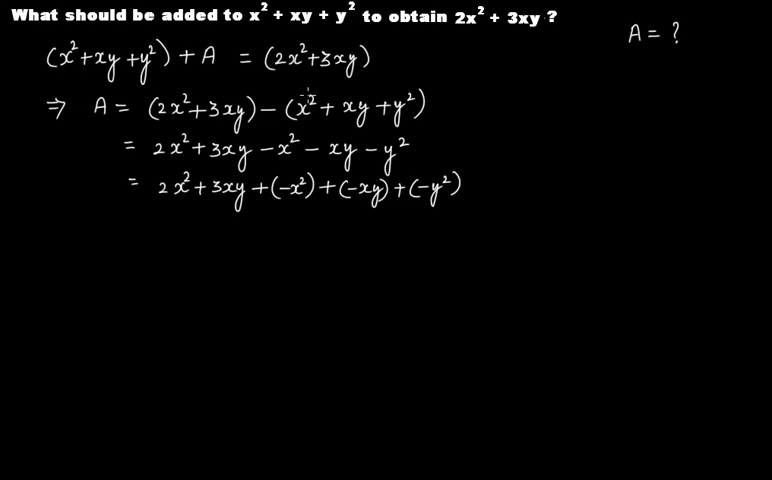 What should be added to x² + xy + y² to obtain 2x² + 3xy ?
A = ?
(x²+xy+y²) + A = (2x²+3xy)
⇒ A = (2x²+3xy) − (x²+ xy +y²)
= 2x²+3xy −x² − xy − y²
= 2x²+3xy +(−x²)+(−xy)+(−y²)